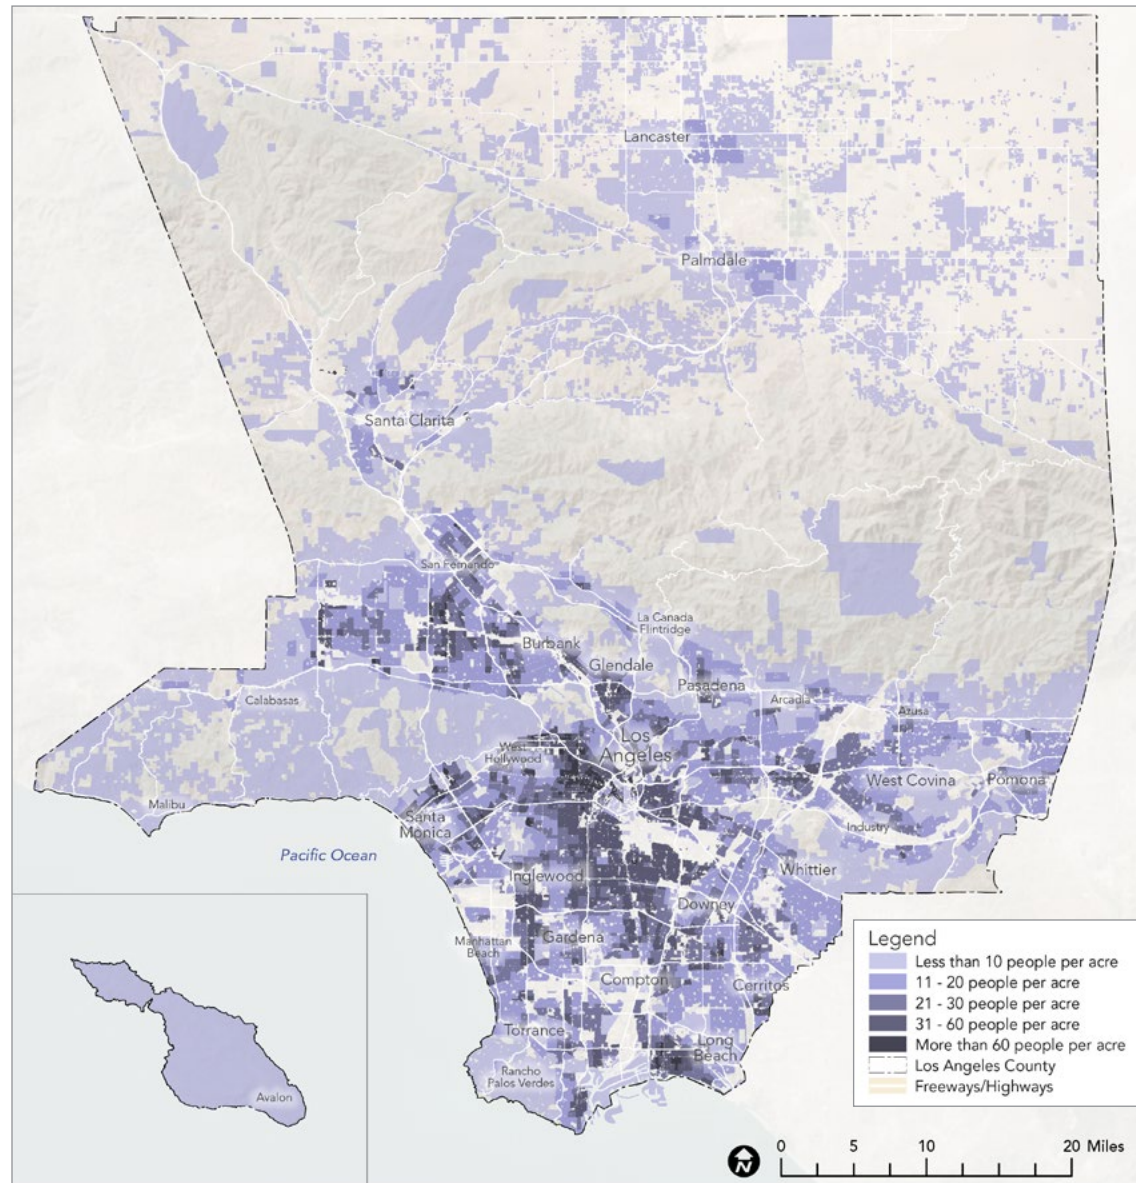 Lancaster
Palmdale
Santa Clarita
San Fernando
La Canada
Flintridge
Burbank
Glendale
Pasadena
Arcadia
Azusa
Calabasas
Los
Angeles
West
Hollywood
West Covina
Pomona
Malibu
Santa
Monica
Industry
Pacific Ocean
Whittier
Inglewood
Downey
Manhattan
Beach
Gardena
Compton
Cerritos
Torrance
Long
Beach
Rancho
Palos Verdes
Avalon
Legend
Less than 10 people per acre
11 - 20 people per acre
21 - 30 people per acre
31 - 60 people per acre
More than 60 people per acre
Los Angeles County
Freeways/Highways
N
0 5 10 20 Miles